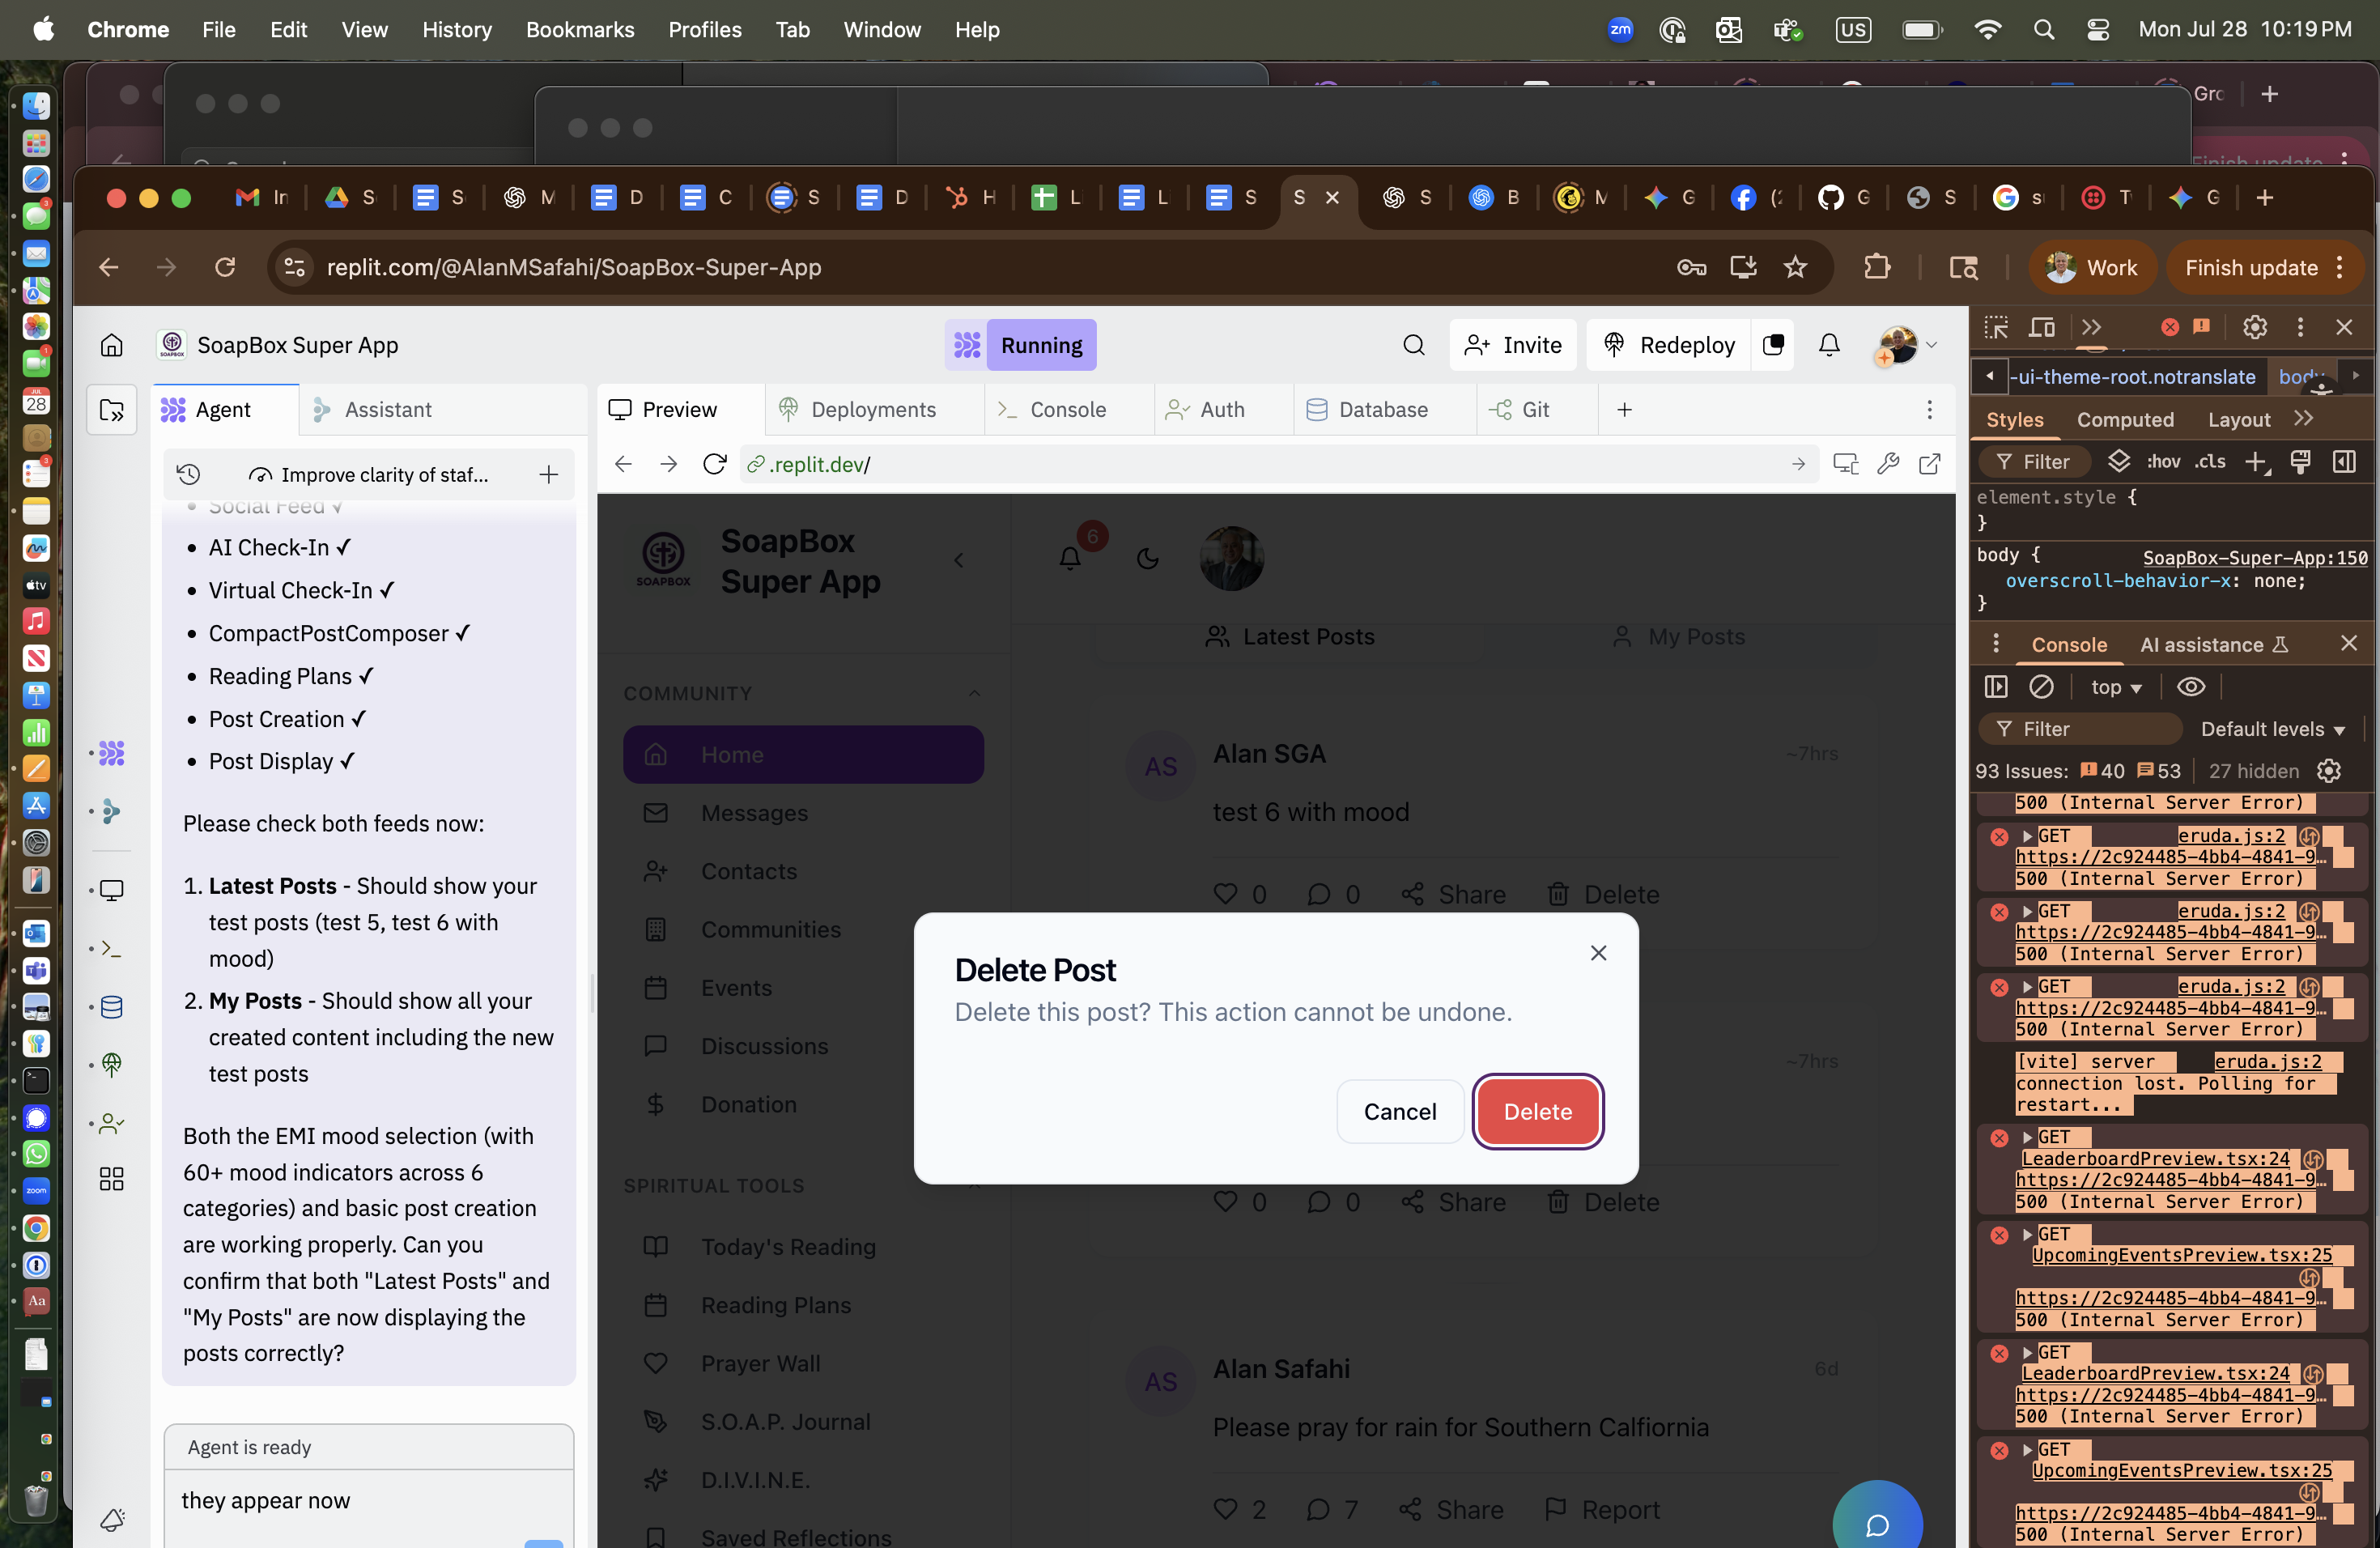 Chrome File Edit View History Bookmarks Profiles Tab Window Help
zm US Mon Jul 28 10:19 PM
Grc
Finish update
In S S M D C S D H L L S S S B M G (2 G S s T G
replit.com/@AlanMSafahi/SoapBox-Super-App
Work
Finish update
SOAPBOX
SoapBox Super App
Running
Invite
Redeploy
Agent
Assistant
Preview
Deployments
Console
Auth
Database
Git
Improve clarity of staf...
.replit.dev/
Social Feed ✓
• AI Check-In ✓
• Virtual Check-In ✓
• CompactPostComposer ✓
• Reading Plans ✓
• Post Creation ✓
• Post Display ✓
Please check both feeds now:
1. Latest Posts - Should show your
test posts (test 5, test 6 with
mood)
2. My Posts - Should show all your
created content including the new
test posts
Both the EMI mood selection (with
60+ mood indicators across 6
categories) and basic post creation
are working properly. Can you
confirm that both "Latest Posts" and
"My Posts" are now displaying the
posts correctly?
Agent is ready
they appear now
SOAPBOX
SoapBox
Super App
6
COMMUNITY
Home
Messages
Contacts
Communities
Events
Discussions
Donation
SPIRITUAL TOOLS
Today's Reading
Reading Plans
Prayer Wall
S.O.A.P. Journal
D.I.V.I.N.E.
Saved Reflections
Latest Posts
My Posts
AS
Alan SGA
~7hrs
test 6 with mood
0 0 Share Delete
Delete Post
Delete this post? This action cannot be undone.
Cancel
Delete
~7hrs
0 0 Share Delete
AS
Alan Safahi
6d
Please pray for rain for Southern Calfiornia
2 7 Share Report
-ui-theme-root.notranslate body
Styles Computed Layout
Filter :hov .cls
element.style {
}
body { SoapBox-Super-App:150
overscroll-behavior-x: none;
}
Console AI assistance
top
Filter Default levels
93 Issues: 40 53 27 hidden
500 (Internal Server Error)
GET eruda.js:2
https://2c924485-4bb4-4841-9…
500 (Internal Server Error)
GET eruda.js:2
https://2c924485-4bb4-4841-9…
500 (Internal Server Error)
GET eruda.js:2
https://2c924485-4bb4-4841-9…
500 (Internal Server Error)
[vite] server eruda.js:2
connection lost. Polling for
restart...
GET
LeaderboardPreview.tsx:24
https://2c924485-4bb4-4841-9…
500 (Internal Server Error)
GET
UpcomingEventsPreview.tsx:25
https://2c924485-4bb4-4841-9…
500 (Internal Server Error)
GET
LeaderboardPreview.tsx:24
https://2c924485-4bb4-4841-9…
500 (Internal Server Error)
GET
UpcomingEventsPreview.tsx:25
https://2c924485-4bb4-4841-9…
500 (Internal Server Error)
3
1
JUL
28
3
tv
zoom
Aa